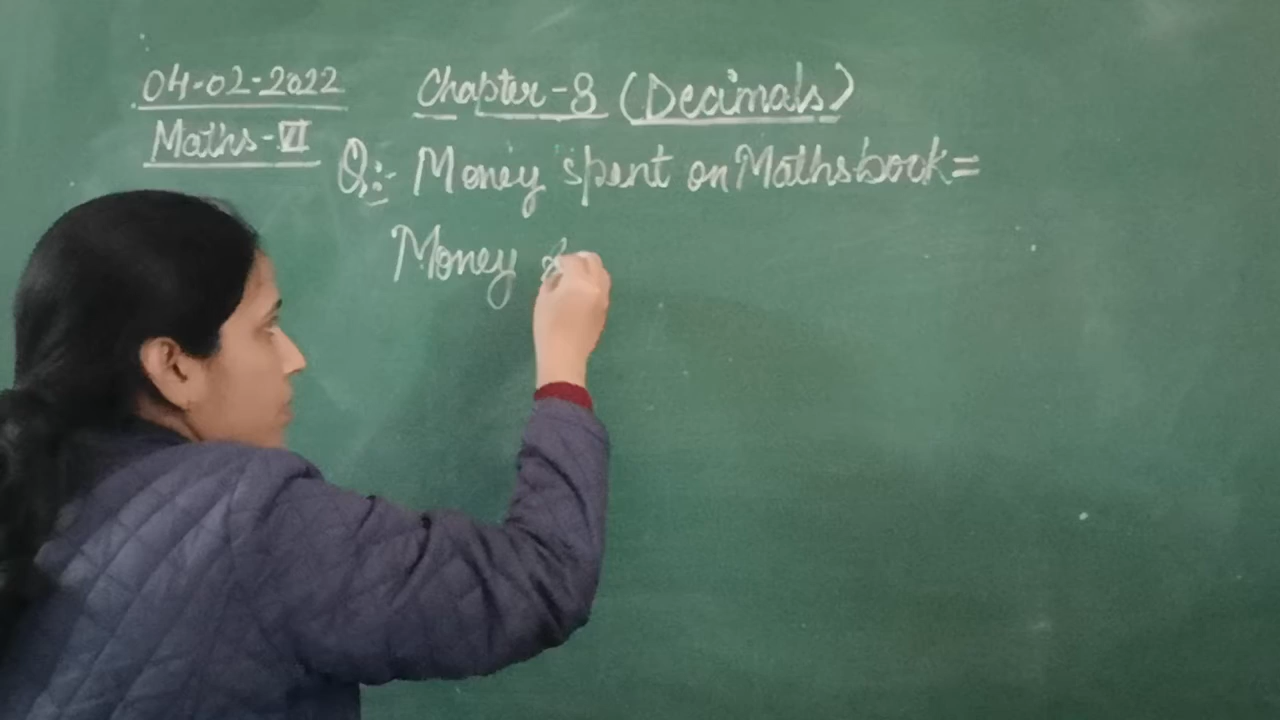 04-02-2022
Chapter-8 (Decimals)
Maths-VI
Q:- Money spent on Maths book=
Money